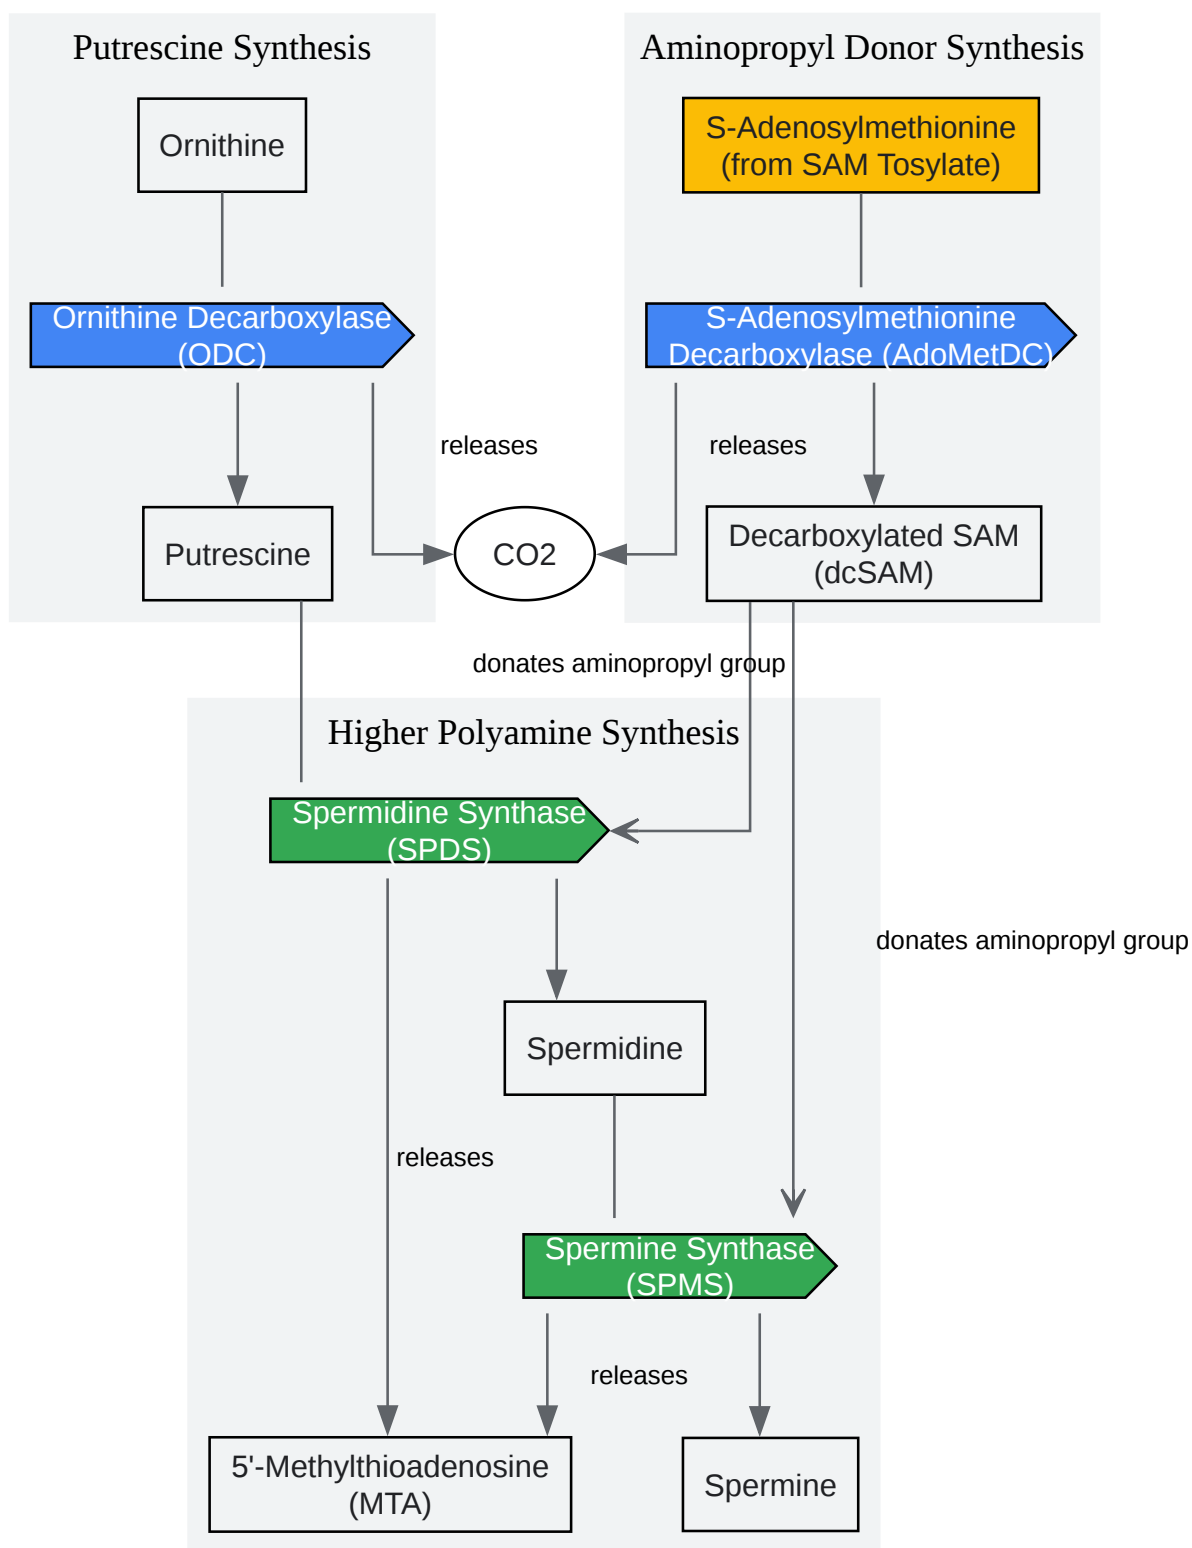 Putrescine Synthesis
Aminopropyl Donor Synthesis
Ornithine
S-Adenosylmethionine
(from SAM Tosylate)
Ornithine Decarboxylase
(ODC)
S-Adenosylmethionine
Decarboxylase (AdoMetDC)
releases
releases
Putrescine
CO2
Decarboxylated SAM
(dcSAM)
donates aminopropyl group
Higher Polyamine Synthesis
Spermidine Synthase
(SPDS)
donates aminopropyl group
Spermidine
releases
Spermine Synthase
(SPMS)
releases
5'-Methylthioadenosine
(MTA)
Spermine